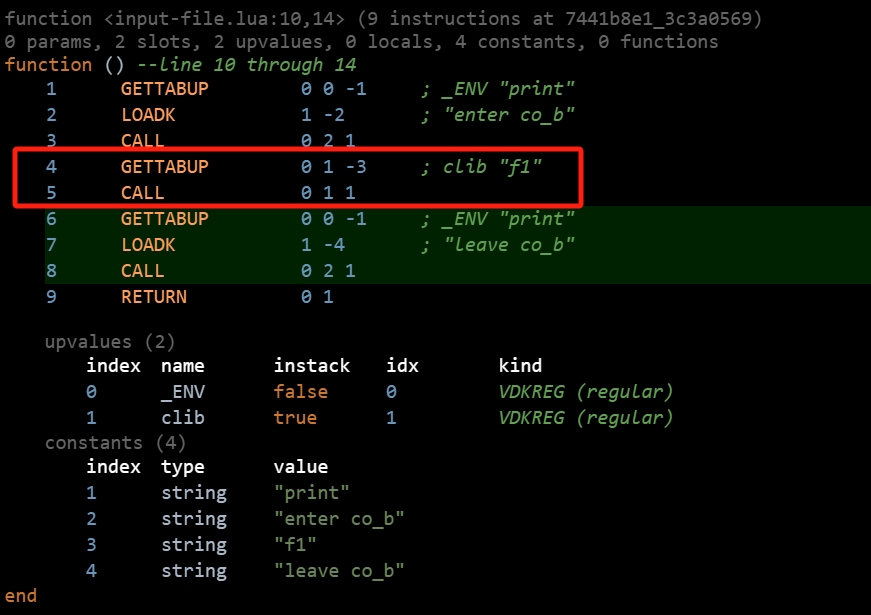 function <input-file.lua:10,14> (9 instructions at 7441b8e1_3c3a0569)
0 params, 2 slots, 2 upvalues, 0 locals, 4 constants, 0 functions
function () --line 10 through 14
1 GETTABUP 0 0 -1 ; _ENV "print"
2 LOADK 1 -2 ; "enter co_b"
3 CALL 0 2 1
4 GETTABUP 0 1 -3 ; clib "f1"
5 CALL 0 1 1
6 GETTABUP 0 0 -1 ; _ENV "print"
7 LOADK 1 -4 ; "leave co_b"
8 CALL 0 2 1
9 RETURN 0 1
upvalues (2)
index name instack idx kind
0 _ENV false 0 VDKREG (regular)
1 clib true 1 VDKREG (regular)
constants (4)
index type value
1 string "print"
2 string "enter co_b"
3 string "f1"
4 string "leave co_b"
end